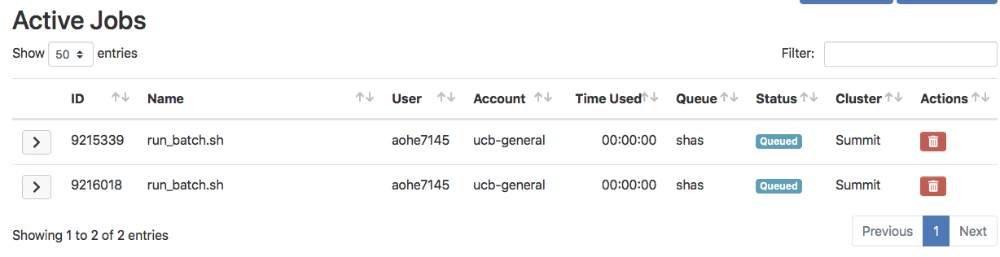 Active Jobs
Show 50 entries Filter:
ID Name User Account Time Used Queue Status Cluster Actions
9215339 run_batch.sh aohe7145 ucb-general 00:00:00 shas Queued Summit
9216018 run_batch.sh aohe7145 ucb-general 00:00:00 shas Queued Summit
Showing 1 to 2 of 2 entries Previous 1 Next